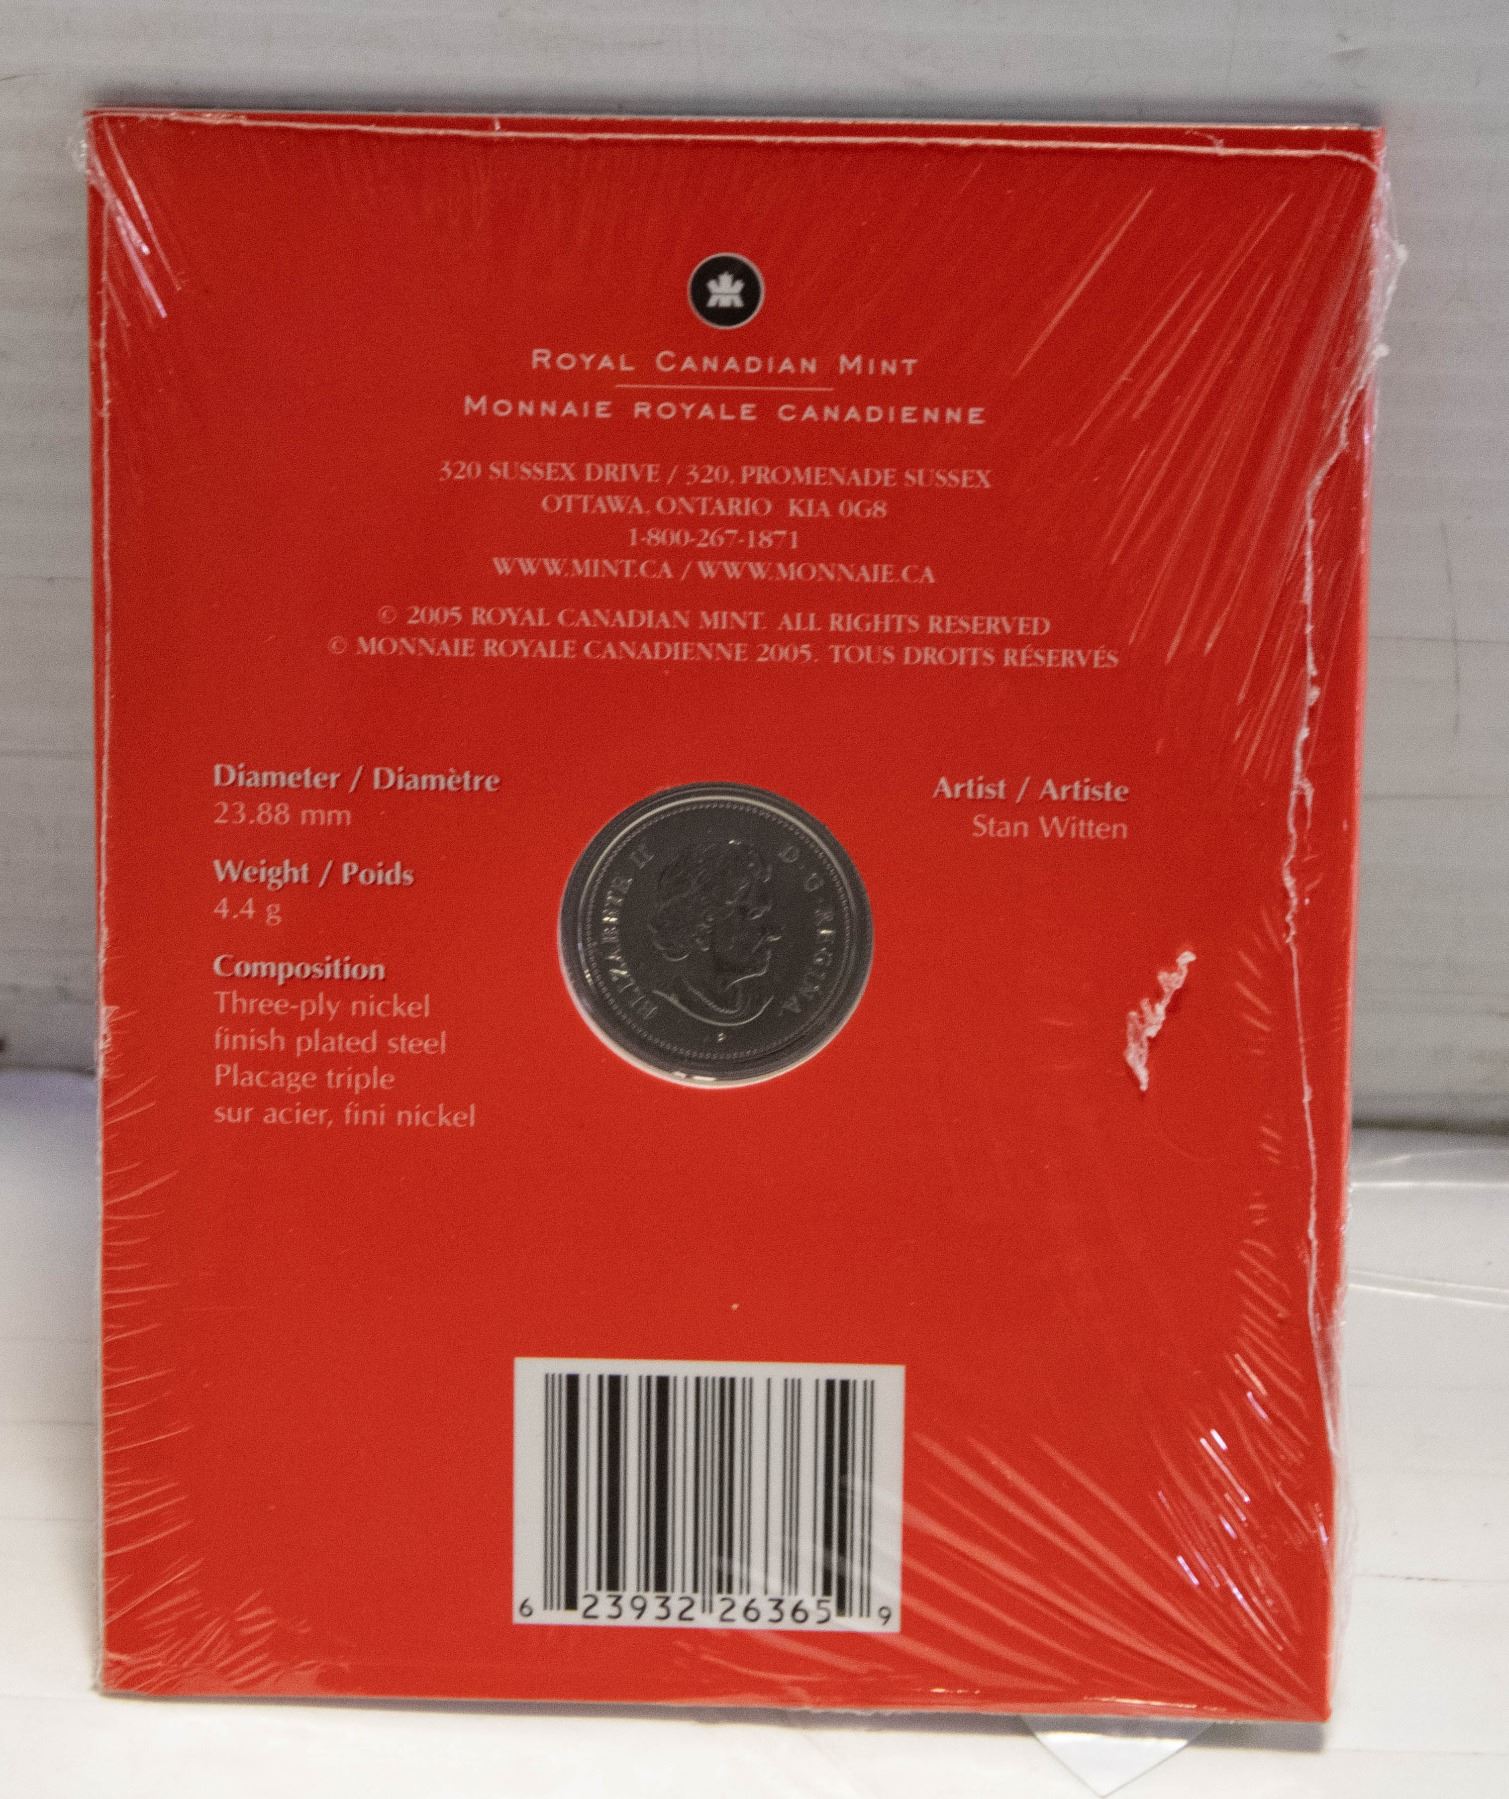 ROYAL CANADIAN MINT
MONNAIE ROYALE CANADIENNE
320 SUSSEX DRIVE / 320, PROMENADE SUSSEX
OTTAWA, ONTARIO K1A 0G8
1-800-267-1871
WWW.MINT.CA / WWW.MONNAIE.CA
© 2005 ROYAL CANADIAN MINT. ALL RIGHTS RESERVED
© MONNAIE ROYALE CANADIENNE 2005. TOUS DROITS RÉSERVÉS
Diameter / Diamètre
23.88 mm
Weight / Poids
4.4 g
Composition
Three-ply nickel
finish plated steel
Placage triple
sur acier, fini nickel
ELIZABETH II D·G·REGINA
P
Artist / Artiste
Stan Witten
6 23932 26365 9